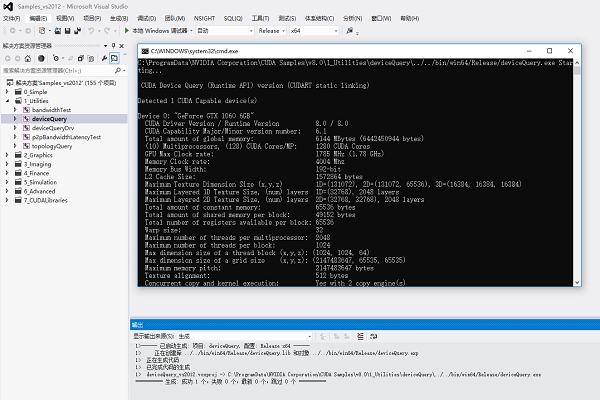 Samples_vs2012 - Microsoft Visual Studio
文件(F) 编辑(E) 视图(V) 项目(P) 生成(B) 调试(D) 团队(M) NSIGHT SQL(Q) 工具(T) 测试(S) 体系结构(C) 分析(N) 窗口(W) 帮助(H)
本地 Windows 调试器 自动 Release x64
解决方案资源管理器
搜索解决方案资源管理器(Ctrl+;)
解决方案'Samples_vs2012' (155 个项目)
0_Simple
1_Utilities
bandwidthTest
deviceQuery
deviceQueryDrv
p2pBandwidthLatencyTest
topologyQuery
2_Graphics
3_Imaging
4_Finance
5_Simulation
6_Advanced
7_CUDALibraries
C:\WINDOWS\system32\cmd.exe
C:\ProgramData\NVIDIA Corporation\CUDA Samples\v8.0\1_Utilities\deviceQuery\../../bin/win64/Release/deviceQuery.exe Star
ting...
CUDA Device Query (Runtime API) version (CUDART static linking)
Detected 1 CUDA Capable device(s)
Device 0: "GeForce GTX 1060 6GB"
CUDA Driver Version / Runtime Version 8.0 / 8.0
CUDA Capability Major/Minor version number: 6.1
Total amount of global memory: 6144 MBytes (6442450944 bytes)
(10) Multiprocessors, (128) CUDA Cores/MP: 1280 CUDA Cores
GPU Max Clock rate: 1785 MHz (1.78 GHz)
Memory Clock rate: 4004 Mhz
Memory Bus Width: 192-bit
L2 Cache Size: 1572864 bytes
Maximum Texture Dimension Size (x,y,z) 1D=(131072), 2D=(131072, 65536), 3D=(16384, 16384, 16384)
Maximum Layered 1D Texture Size, (num) layers 1D=(32768), 2048 layers
Maximum Layered 2D Texture Size, (num) layers 2D=(32768, 32768), 2048 layers
Total amount of constant memory: 65536 bytes
Total amount of shared memory per block: 49152 bytes
Total number of registers available per block: 65536
Warp size: 32
Maximum number of threads per multiprocessor: 2048
Maximum number of threads per block: 1024
Max dimension size of a thread block (x,y,z): (1024, 1024, 64)
Max dimension size of a grid size (x,y,z): (2147483647, 65535, 65535)
Maximum memory pitch: 2147483647 bytes
Texture alignment: 512 bytes
Concurrent copy and kernel execution: Yes with 2 copy engine(s)
输出
显示输出来源(S): 生成
1>------ 已启动生成: 项目: deviceQuery, 配置: Release x64 ------
1> 正在创建库 ../../bin/win64/Release/deviceQuery.lib 和对象 ../../bin/win64/Release/deviceQuery.exp
1> 正在生成代码
1> 已完成代码的生成
1> deviceQuery_vs2012.vcxproj -> C:\ProgramData\NVIDIA Corporation\CUDA Samples\v8.0\1_Utilities\deviceQuery\../../bin/win64/Release/deviceQuery.exe
========== 生成: 成功 1 个，失败 0 个，最新 0 个，跳过 0 个 ==========